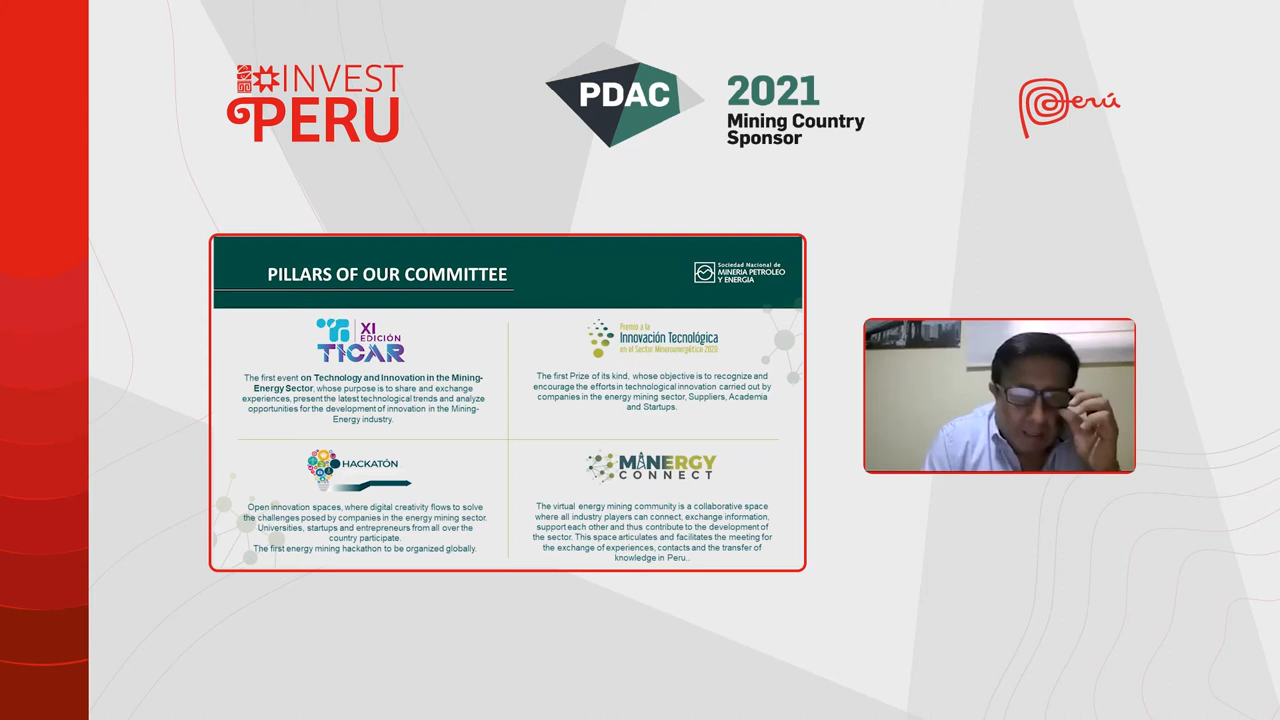 INVEST
PERU
PDAC
2021
Mining Country
Sponsor
Perú
PILLARS OF OUR COMMITTEE
Sociedad Nacional de
MINERIA PETROLEO
Y ENERGIA
XI
EDICIÓN
TICAR
The first event on Technology and Innovation in the Mining-
Energy Sector, whose purpose is to share and exchange
experiences, present the latest technological trends and analyze
opportunities for the development of innovation in the Mining-
Energy industry.
Premio a la
Innovación Tecnológica
en el Sector Mineroenergético 2020
The first Prize of its kind, whose objective is to recognize and
encourage the efforts in technological innovation carried out by
companies in the energy mining sector, Suppliers, Academia
and Startups.
HACKATÓN
Open innovation spaces, where digital creativity flows to solve
the challenges posed by companies in the energy mining sector.
Universities, startups and entrepreneurs from all over the
country participate.
The first energy mining hackathon to be organized globally.
MINERGY
CONNECT
The virtual energy mining community is a collaborative space
where all industry players can connect, exchange information,
support each other and thus contribute to the development of
the sector. This space articulates and facilitates the meeting for
the exchange of experiences, contacts and the transfer of
knowledge in Peru..